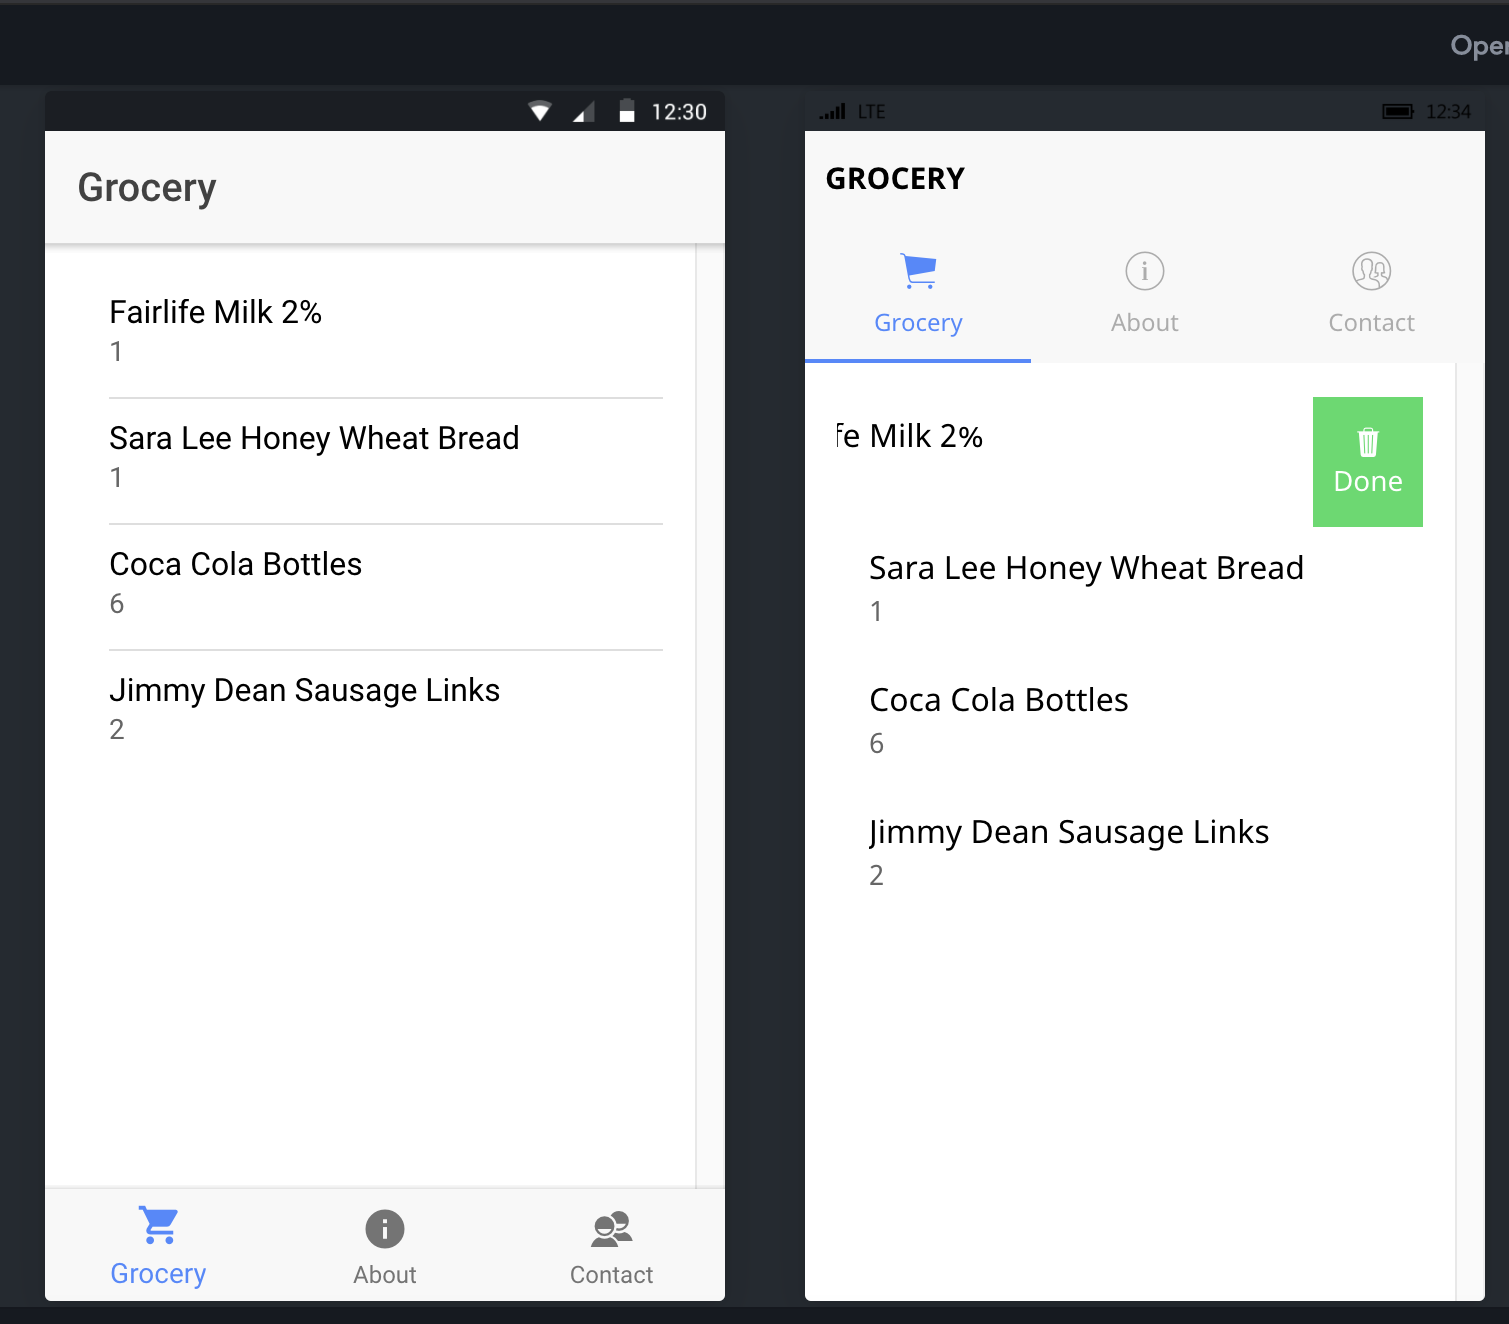 Oper
12:30
Grocery
Fairlife Milk 2%
1
Sara Lee Honey Wheat Bread
1
Coca Cola Bottles
6
Jimmy Dean Sausage Links
2
Grocery
About
Contact
LTE
12:34
GROCERY
Grocery
About
Contact
fe Milk 2%
Done
Sara Lee Honey Wheat Bread
1
Coca Cola Bottles
6
Jimmy Dean Sausage Links
2